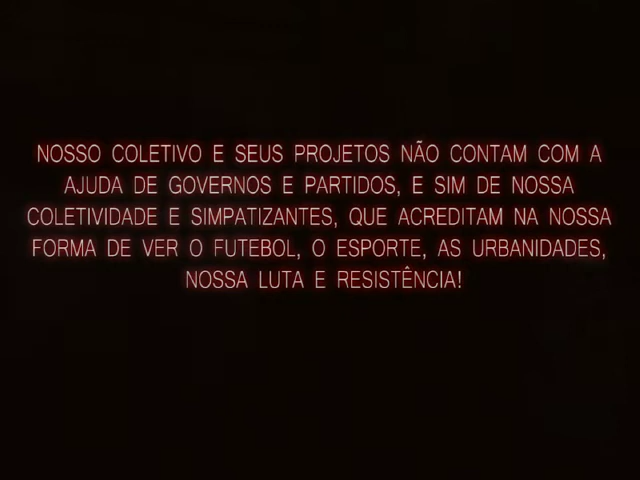 NOSSO COLETIVO E SEUS PROJETOS NÃO CONTAM COM A
AJUDA DE GOVERNOS E PARTIDOS, E SIM DE NOSSA
COLETIVIDADE E SIMPATIZANTES, QUE ACREDITAM NA NOSSA
FORMA DE VER O FUTEBOL, O ESPORTE, AS URBANIDADES,
NOSSA LUTA E RESISTÊNCIA!